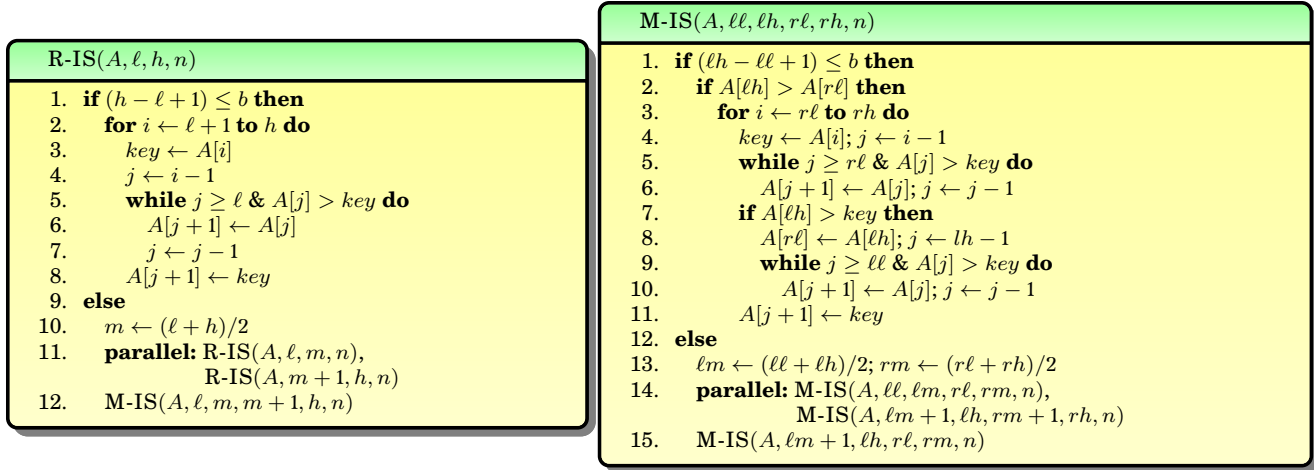 R-IS(A, ℓ, h, n)
1. if (h − ℓ + 1) ≤ b then
2. for i ← ℓ + 1 to h do
3. key ← A[i]
4. j ← i − 1
5. while j ≥ ℓ & A[j] > key do
6. A[j + 1] ← A[j]
7. j ← j − 1
8. A[j + 1] ← key
9. else
10. m ← (ℓ + h)/2
11. parallel: R-IS(A, ℓ, m, n),
R-IS(A, m + 1, h, n)
12. M-IS(A, ℓ, m, m + 1, h, n)
M-IS(A, ℓℓ, ℓh, rℓ, rh, n)
1. if (ℓh − ℓℓ + 1) ≤ b then
2. if A[ℓh] > A[rℓ] then
3. for i ← rℓ to rh do
4. key ← A[i]; j ← i − 1
5. while j ≥ rℓ & A[j] > key do
6. A[j + 1] ← A[j]; j ← j − 1
7. if A[ℓh] > key then
8. A[rℓ] ← A[ℓh]; j ← lh − 1
9. while j ≥ ℓℓ & A[j] > key do
10. A[j + 1] ← A[j]; j ← j − 1
11. A[j + 1] ← key
12. else
13. ℓm ← (ℓℓ + ℓh)/2; rm ← (rℓ + rh)/2
14. parallel: M-IS(A, ℓℓ, ℓm, rℓ, rm, n),
M-IS(A, ℓm + 1, ℓh, rm + 1, rh, n)
15. M-IS(A, ℓm + 1, ℓh, rℓ, rm, n)